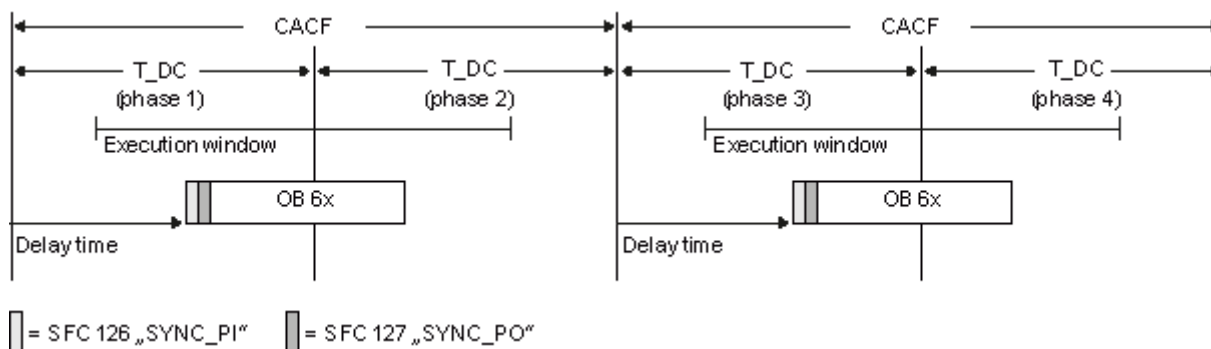 CACF CACF
T_DC T_DC T_DC T_DC
(phase 1) (phase 2) (phase 3) (phase 4)
Execution window Execution window
OB 6x OB 6x
Delay time Delay time
= SFC 126 „SYNC_PI“ = SFC 127 „SYNC_PO“